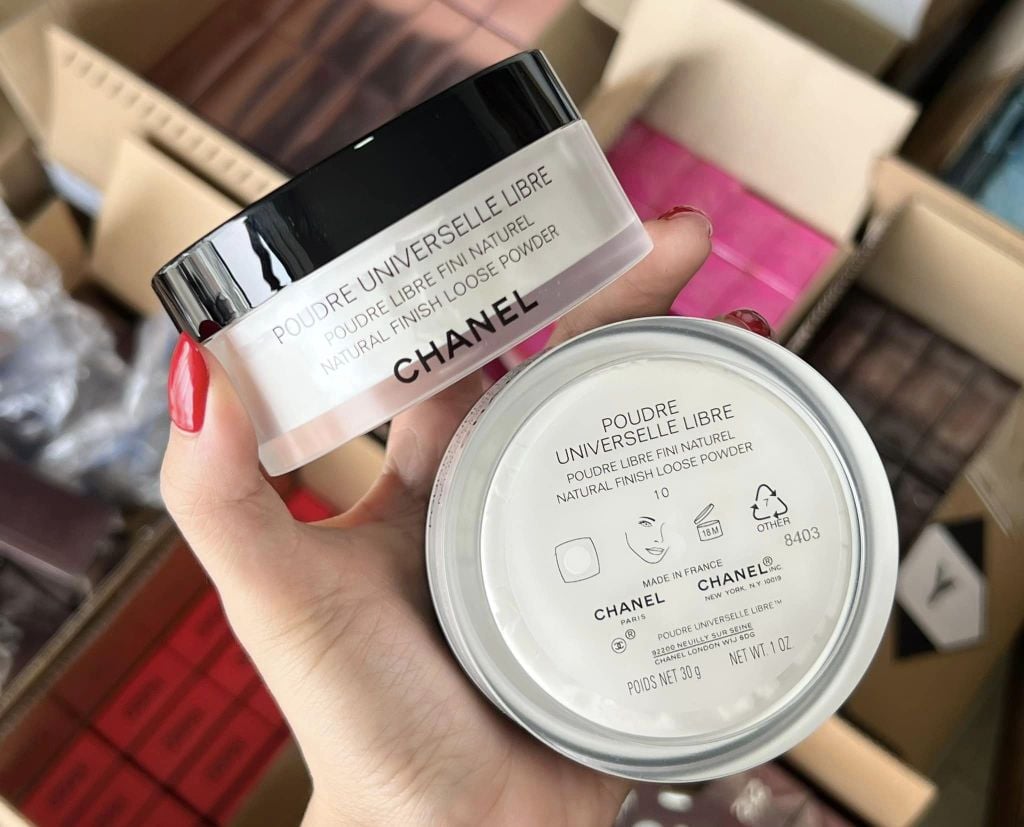 POUDRE UNIVERSELLE LIBRE
POUDRE LIBRE FINI NATUREL
NATURAL FINISH LOOSE POWDER
CHANEL
POUDRE
UNIVERSELLE LIBRE
POUDRE LIBRE FINI NATUREL
NATURAL FINISH LOOSE POWDER
10
18M
7
OTHER
8403
MADE IN FRANCE
CHANEL
PARIS
CHANEL® INC.
NEW YORK, N.Y. 10019
®
POUDRE UNIVERSELLE LIBRE™
92200 NEUILLY SUR SEINE
CHANEL LONDON W1J 6DG
POIDS NET 30 g
NET WT. 1 OZ.